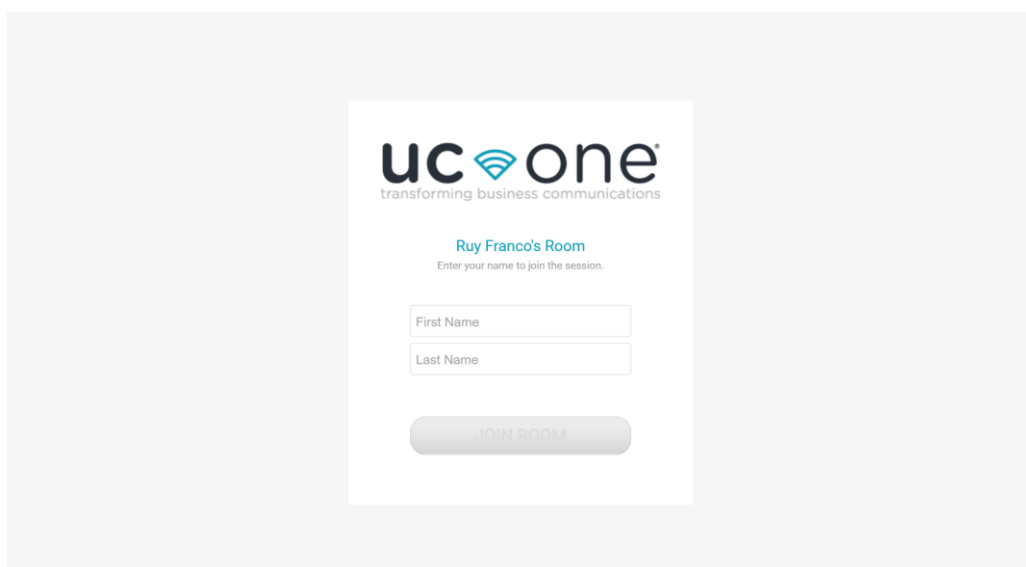 uc one
transforming business communications
Ruy Franco's Room
Enter your name to join the session.
First Name
Last Name
JOIN ROOM